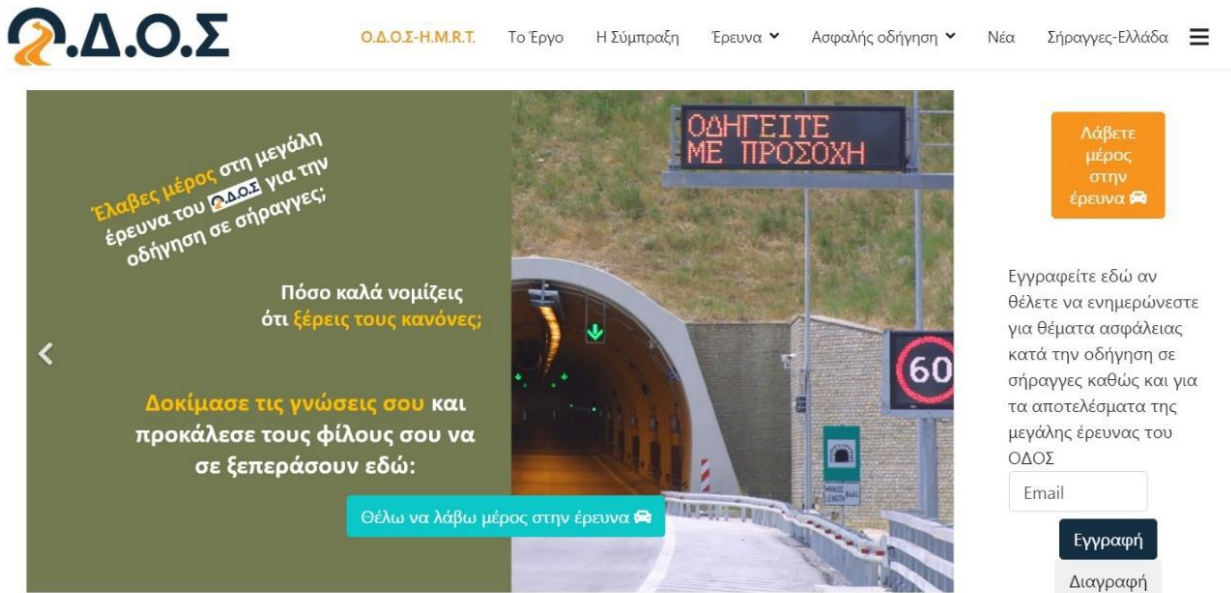 Ο.Δ.Ο.Σ
Ο.Δ.Ο.Σ-H.M.R.T. Το Έργο Η Σύμπραξη Έρευνα Ασφαλής οδήγηση Νέα Σήραγγες-Ελλάδα
Έλαβες μέρος στη μεγάλη
έρευνα του Ο.Δ.Ο.Σ για την
οδήγηση σε σήραγγες;
Πόσο καλά νομίζεις
ότι ξέρεις τους κανόνες;
Δοκίμασε τις γνώσεις σου και
προκάλεσε τους φίλους σου να
σε ξεπεράσουν εδώ:
Θέλω να λάβω μέρος στην έρευνα
ΟΔΗΓΕΙΤΕ
ΜΕ ΠΡΟΣΟΧΗ
60
ΜΗΚΟΣ
LENGTH
Λάβετε
μέρος
στην
έρευνα
Εγγραφείτε εδώ αν
θέλετε να ενημερώνεστε
για θέματα ασφάλειας
κατά την οδήγηση σε
σήραγγες καθώς και για
τα αποτελέσματα της
μεγάλης έρευνας του
ΟΔΟΣ
Email
Εγγραφή
Διαγραφή